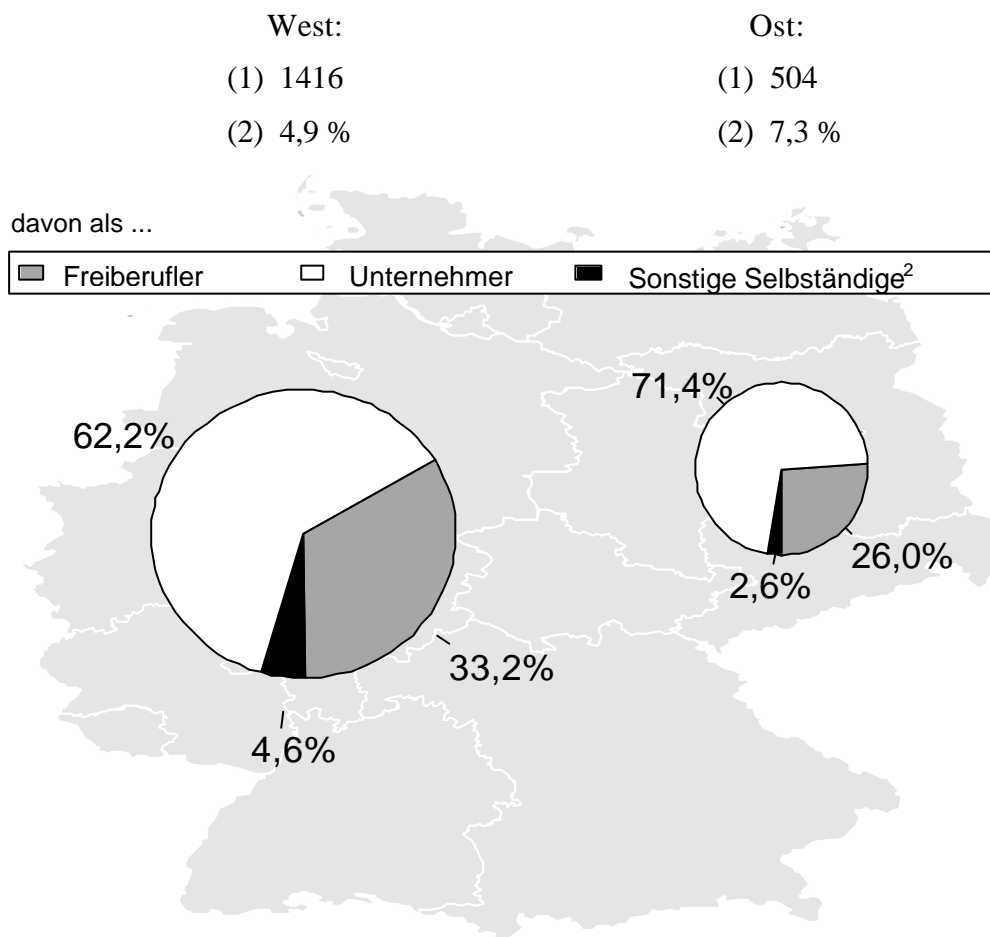 West: Ost:
(1) 1416 (1) 504
(2) 4,9 % (2) 7,3 %
davon als ...
Freiberufler Unternehmer Sonstige Selbständige²
71,4%
62,2%
26,0%
2,6%
33,2%
4,6%